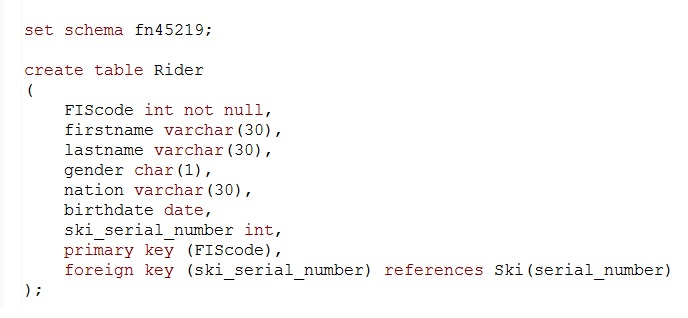 set schema fn45219;
create table Rider
(
FIScode int not null,
firstname varchar(30),
lastname varchar(30),
gender char(1),
nation varchar(30),
birthdate date,
ski_serial_number int,
primary key (FIScode),
foreign key (ski_serial_number) references Ski(serial_number)
);